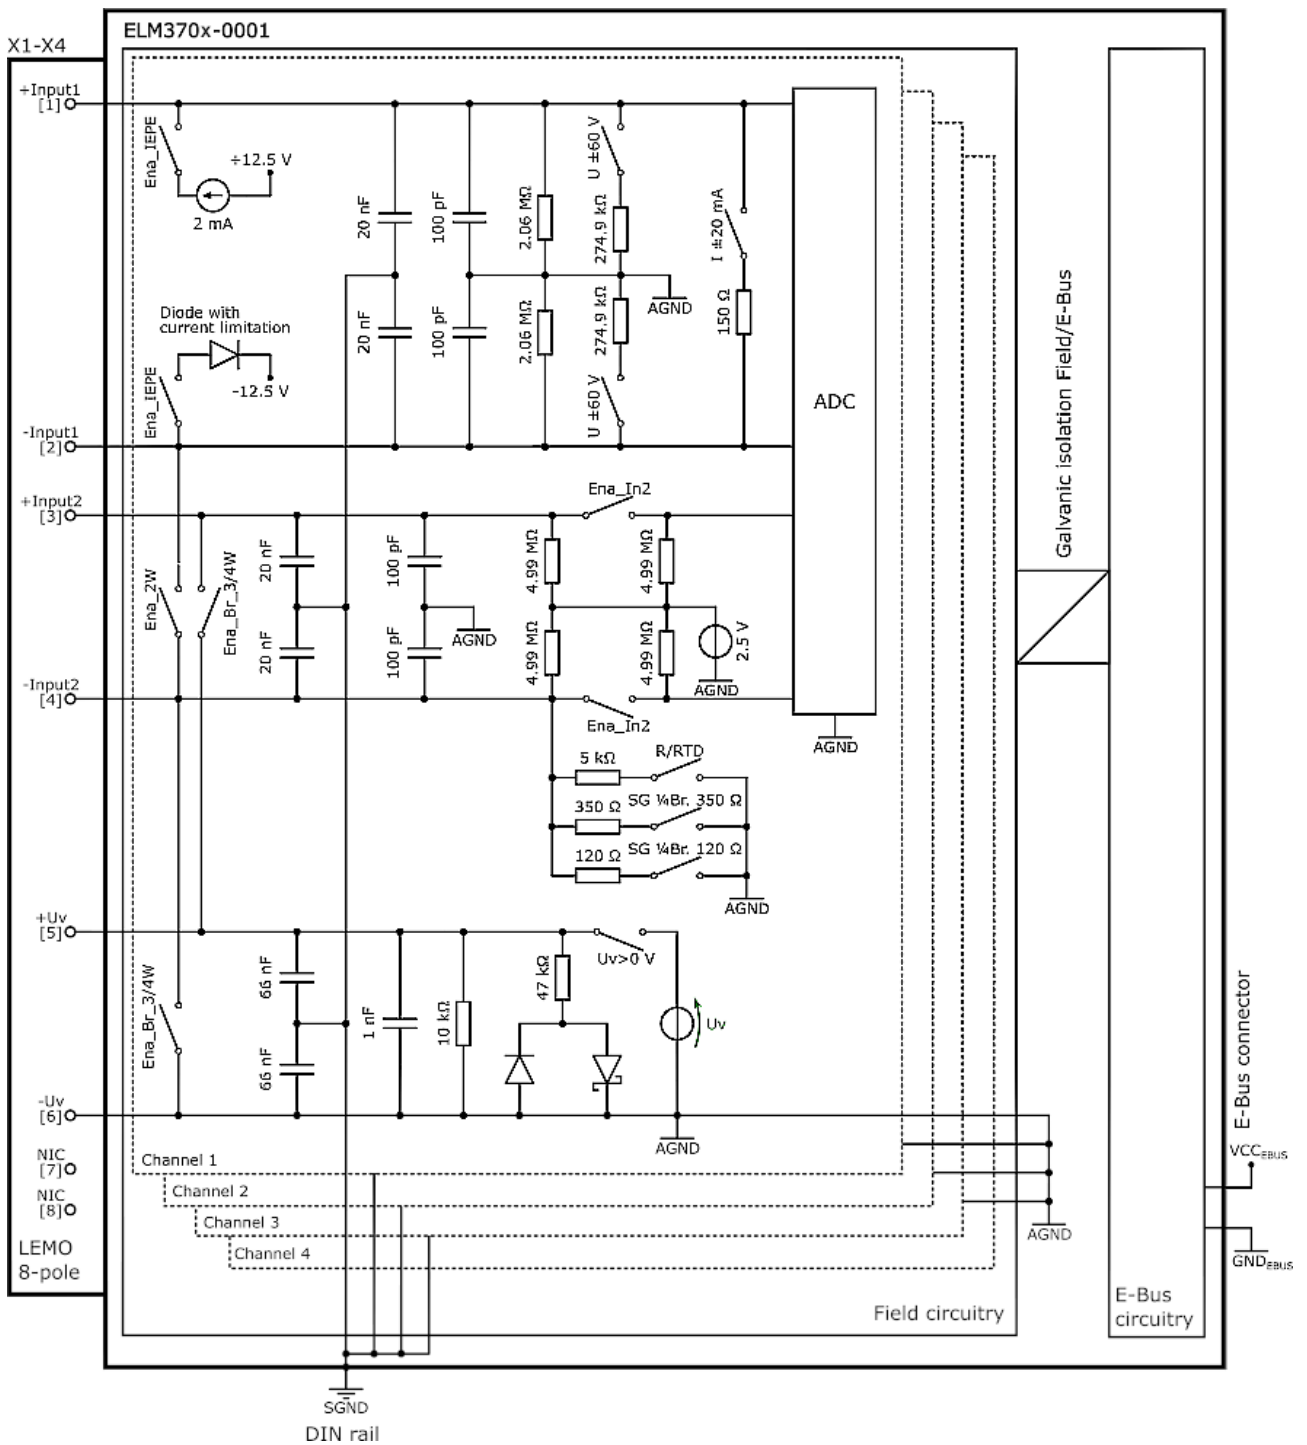 ELM370x-0001
X1-X4
+Input1
[1]
Ena_IEPE
÷12.5 V
2 mA
20 nF
100 pF
2.06 MΩ
U ±60 V
274.9 kΩ
I ±20 mA
150 Ω
AGND
Diode with
current limitation
-12.5 V
Ena_IEPE
20 nF
100 pF
2.06 MΩ
274.9 kΩ
U ±60 V
ADC
-Input1
[2]
+Input2
[3]
Ena_In2
Ena_2W
Ena_Br_3/4W
20 nF
100 pF
4.99 MΩ
4.99 MΩ
AGND
20 nF
100 pF
4.99 MΩ
4.99 MΩ
2.5 V
AGND
-Input2
[4]
Ena_In2
AGND
5 kΩ
R/RTD
350 Ω
SG ¼Br. 350 Ω
120 Ω
SG ¼Br. 120 Ω
AGND
+Uv
[5]
Uv>0 V
Ena_Br_3/4W
66 nF
66 nF
1 nF
10 kΩ
47 kΩ
Uv
-Uv
[6]
AGND
NIC
[7]
NIC
[8]
LEMO
8-pole
Channel 1
Channel 2
Channel 3
Channel 4
AGND
Field circuitry
Galvanic isolation Field/E-Bus
E-Bus connector
VCCEBUS
GNDEBUS
E-Bus
circuitry
SGND
DIN rail